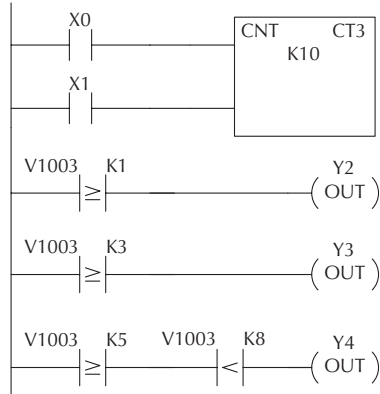 X0
CNT CT3
K10
X1
V1003 K1 Y2
≥ OUT
V1003 K3 Y3
≥ OUT
V1003 K5 V1003 K8 Y4
≥ < OUT